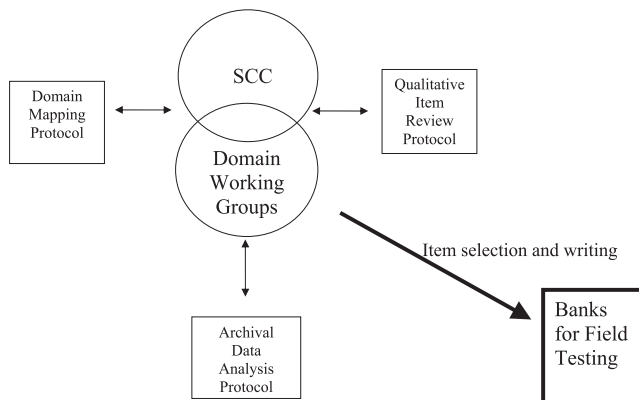 SCC
Domain
Mapping
Protocol
Qualitative
Item
Review
Protocol
Domain
Working
Groups
Item selection and writing
Banks
for Field
Testing
Archival
Data
Analysis
Protocol